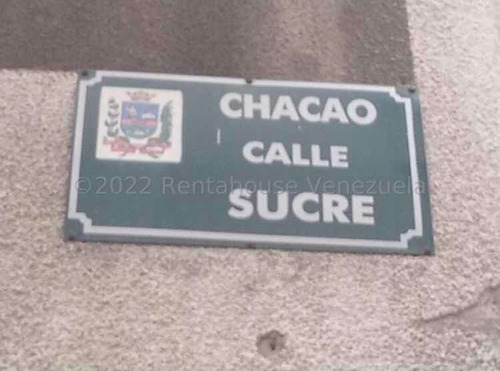 CHACAO
CALLE
©2022 Rentahouse Venezuela
SUCRE